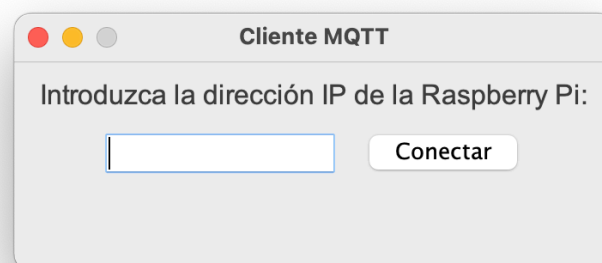 Cliente MQTT
Introduzca la dirección IP de la Raspberry Pi:
Conectar